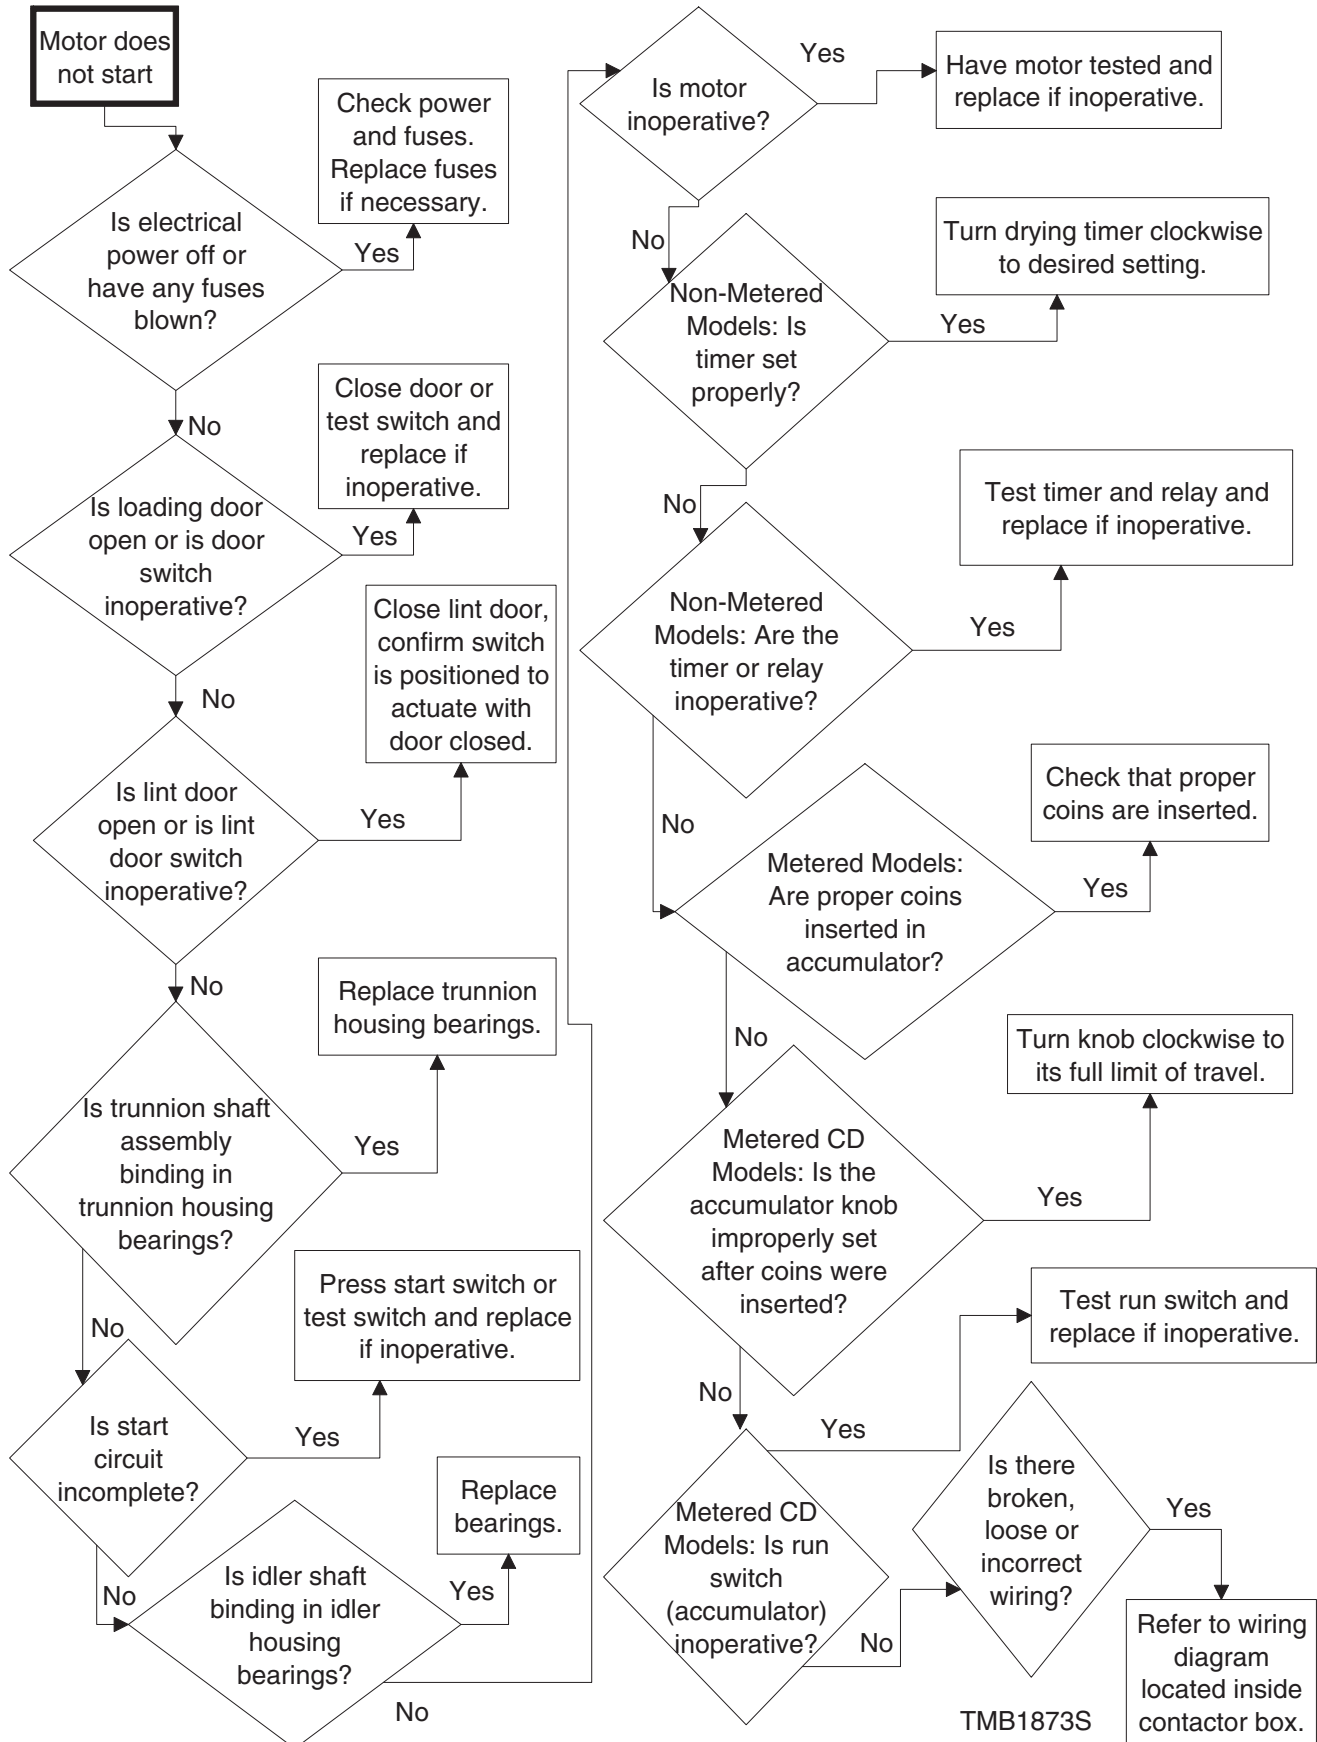 Motor does
not start
Is electrical
power off or
have any fuses
blown?
Yes
Check power
and fuses.
Replace fuses
if necessary.
No
Is loading door
open or is door
switch
inoperative?
Yes
Close door or
test switch and
replace if
inoperative.
No
Is lint door
open or is lint
door switch
inoperative?
Yes
Close lint door,
confirm switch
is positioned to
actuate with
door closed.
No
Is trunnion shaft
assembly
binding in
trunnion housing
bearings?
Yes
Replace trunnion
housing bearings.
No
Is start
circuit
incomplete?
Yes
Press start switch or
test switch and replace
if inoperative.
No
Is idler shaft
binding in idler
housing
bearings?
Yes
Replace
bearings.
No
Is motor
inoperative?
Yes
Have motor tested and
replace if inoperative.
No
Non-Metered
Models: Is
timer set
properly?
Yes
Turn drying timer clockwise
to desired setting.
No
Non-Metered
Models: Are the
timer or relay
inoperative?
Yes
Test timer and relay and
replace if inoperative.
No
Metered Models:
Are proper coins
inserted in
accumulator?
Yes
Check that proper
coins are inserted.
No
Metered CD
Models: Is the
accumulator knob
improperly set
after coins were
inserted?
Yes
Turn knob clockwise to
its full limit of travel.
No
Metered CD
Models: Is run
switch
(accumulator)
inoperative?
Yes
Test run switch and
replace if inoperative.
No
Is there
broken,
loose or
incorrect
wiring?
Yes
Refer to wiring
diagram
located inside
contactor box.
TMB1873S